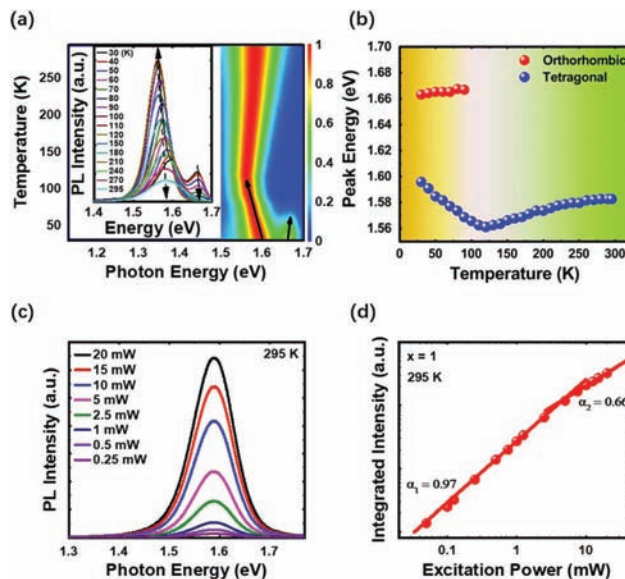 (a)
Temperature (K)
250
200
150
100
50
PL Intensity (a.u.)
30 (K)
40
50
60
70
80
90
100
110
120
150
180
210
240
270
295
1.4 1.5 1.6 1.7
Energy (eV)
1.2 1.3 1.4 1.5 1.6 1.7
Photon Energy (eV)
1
0.8
0.6
0.4
0.2
0
(b)
Peak Energy (eV)
1.70
1.68
1.66
1.64
1.62
1.60
1.58
1.56
Orthorhombic
Tetragonal
0 50 100 150 200 250 300
Temperature (K)
(c)
PL Intensity (a.u.)
20 mW
15 mW
10 mW
5 mW
2.5 mW
1 mW
0.5 mW
0.25 mW
295 K
1.3 1.4 1.5 1.6 1.7
Photon Energy (eV)
(d)
Integrated Intensity (a.u.)
x = 1
295 K
α2 = 0.66
α1 = 0.97
0.1 1 10
Excitation Power (mW)